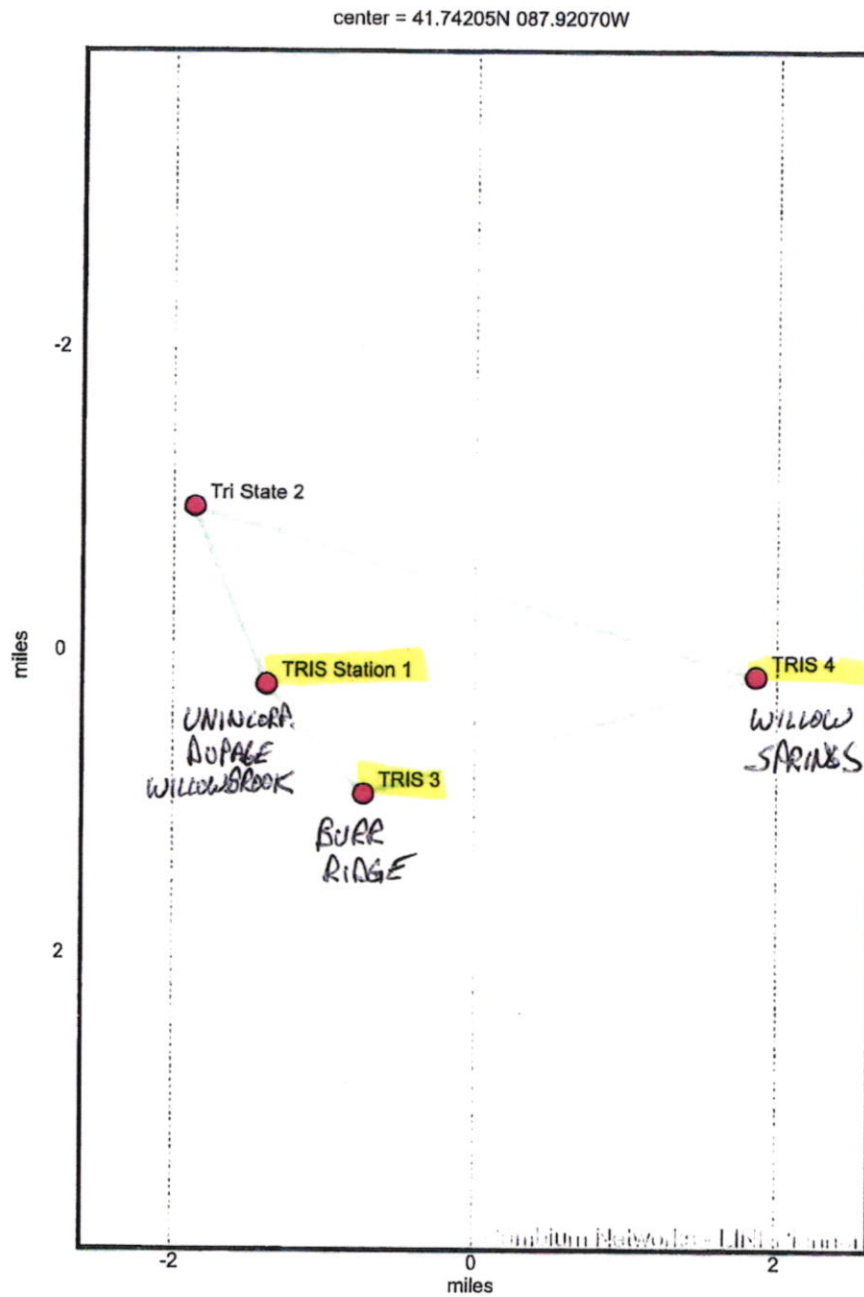 center = 41.74205N 087.92070W
-2
Tri State 2
miles
0
TRIS Station 1
TRIS 4
UNINCORP.
DUPAGE
WILLOWBROOK
WILLOW
SPRINGS
TRIS 3
BURR
RIDGE
2
-2
0
2
miles